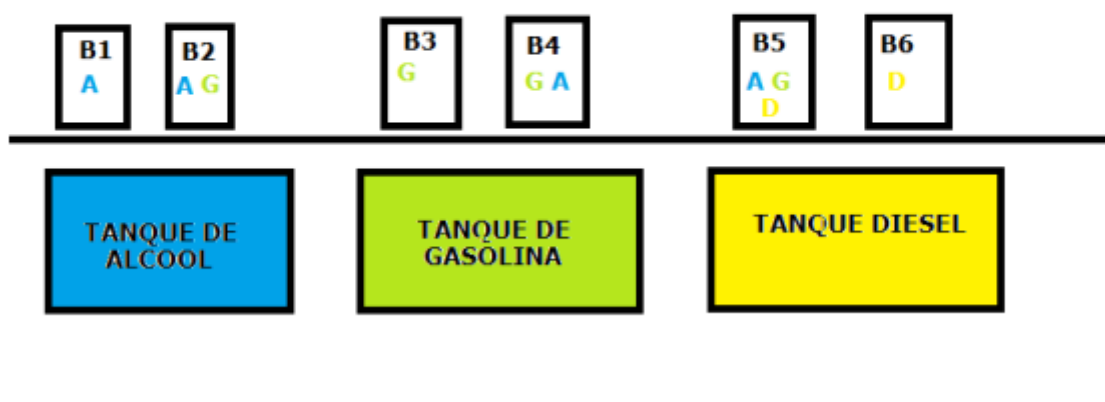 B1
A
B2
A G
B3
G
B4
G A
B5
A G
D
B6
D
TANQUE DE
ALCOOL
TANQUE DE
GASOLINA
TANQUE DIESEL